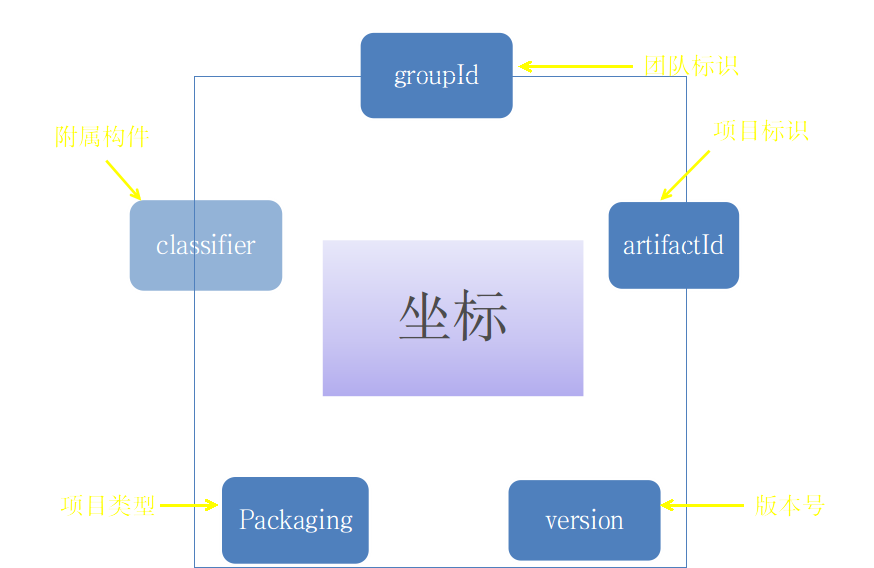 groupId
团队标识
附属构件
项目标识
classifier
artifactId
坐标
项目类型
Packaging
version
版本号